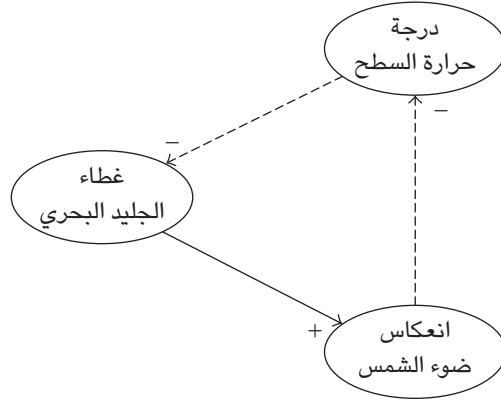 درجة
حرارة السطح
−
−
غطاء
الجليد البحري
+
انعكاس
ضوء الشمس